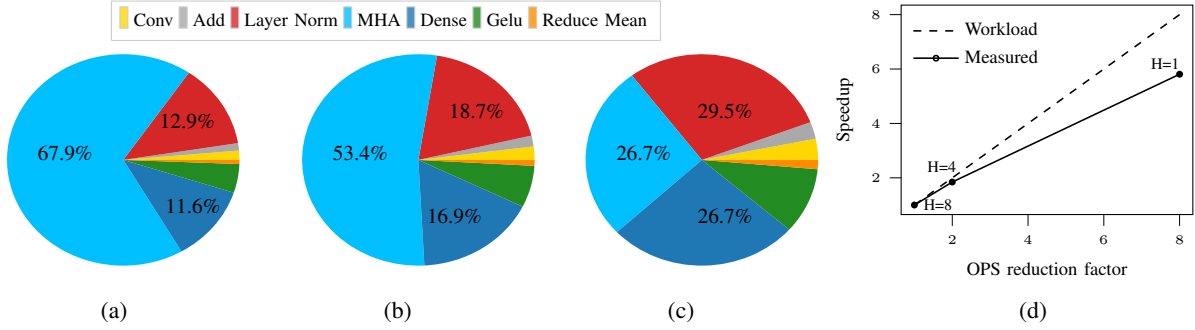 Conv Add Layer Norm MHA Dense Gelu Reduce Mean
67.9%
12.9%
11.6%
(a)
53.4%
18.7%
16.9%
(b)
26.7%
29.5%
26.7%
(c)
Speedup
8
6
4
2
Workload
Measured
H=1
H=4
H=8
2 4 6 8
OPS reduction factor
(d)